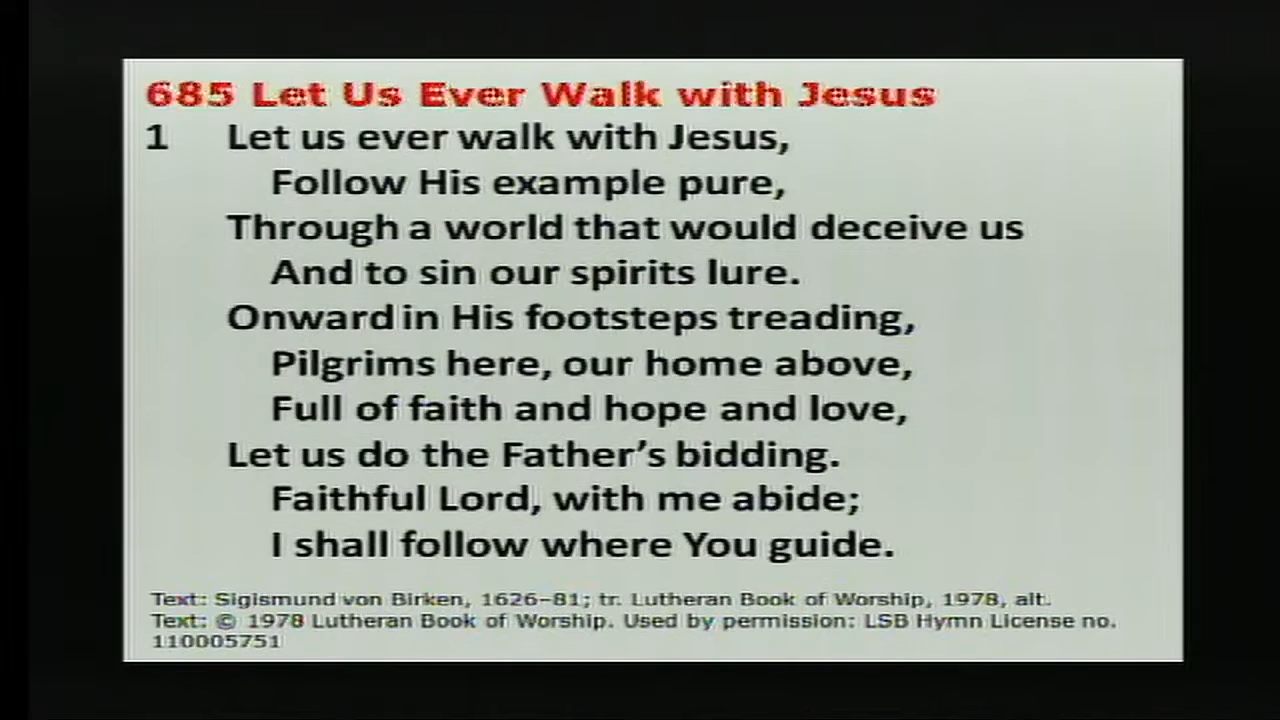 685 Let Us Ever Walk with Jesus
1 Let us ever walk with Jesus,
Follow His example pure,
Through a world that would deceive us
And to sin our spirits lure.
Onward in His footsteps treading,
Pilgrims here, our home above,
Full of faith and hope and love,
Let us do the Father’s bidding.
Faithful Lord, with me abide;
I shall follow where You guide.
Text: Sigismund von Birken, 1626–81; tr. Lutheran Book of Worship, 1978, alt.
Text: © 1978 Lutheran Book of Worship. Used by permission: LSB Hymn License no.
110005751